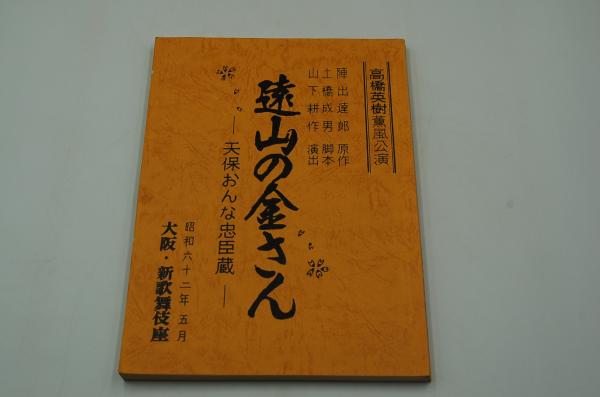 高橋英樹薫風公演
陣出達郎 原作
土橋成男 脚本
山下耕作 演出
遠山の金さん
―天保おんな忠臣蔵―
昭和六十二年五月
大阪・新歌舞伎座